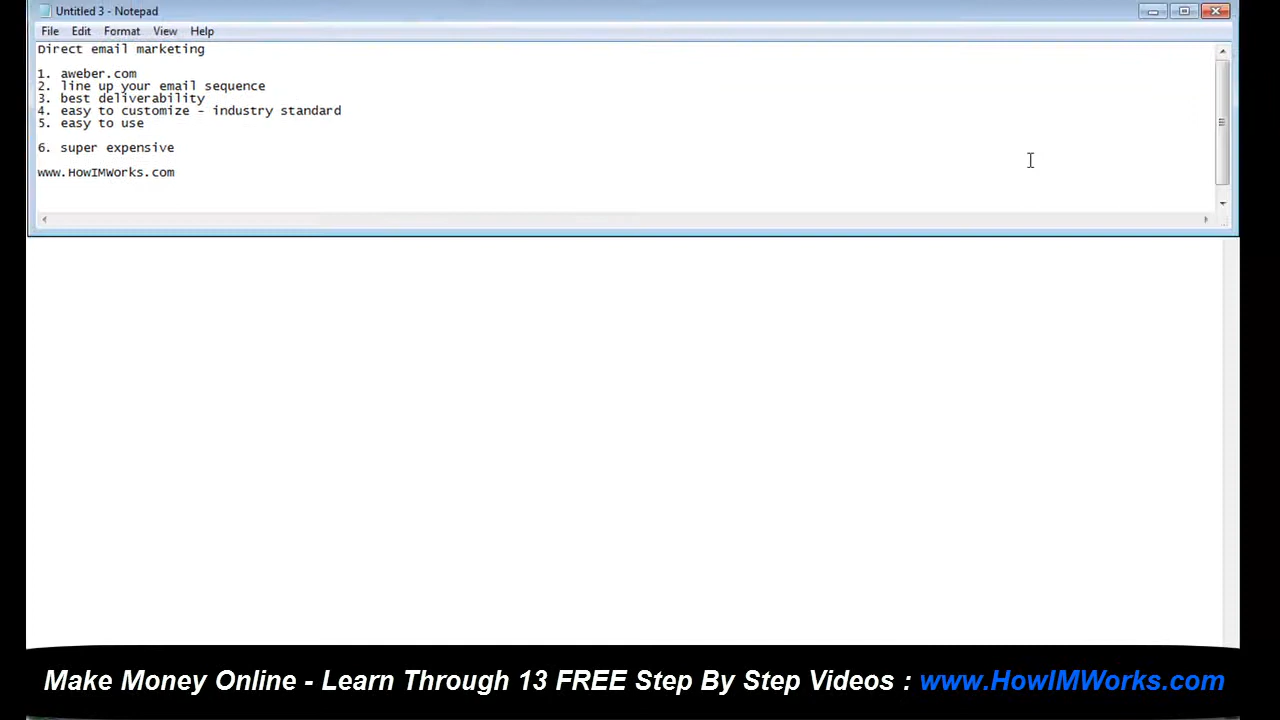 Untitled 3 - Notepad
File Edit Format View Help
Direct email marketing
1. aweber.com
2. line up your email sequence
3. best deliverability
4. easy to customize - industry standard
5. easy to use
6. super expensive
www.HowIMWorks.com
Make Money Online - Learn Through 13 FREE Step By Step Videos : www.HowIMWorks.com